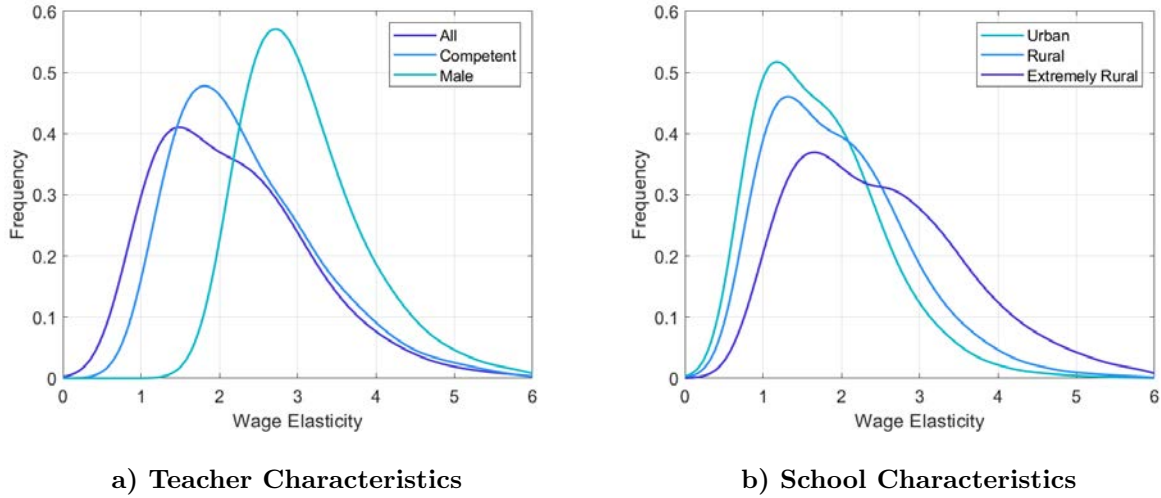 0.6
0.5
0.4
0.3
0.2
0.1
0
Frequency
0 1 2 3 4 5 6
Wage Elasticity
All
Competent
Male
a) Teacher Characteristics
0.6
0.5
0.4
0.3
0.2
0.1
0
Frequency
0 1 2 3 4 5 6
Wage Elasticity
Urban
Rural
Extremely Rural
b) School Characteristics